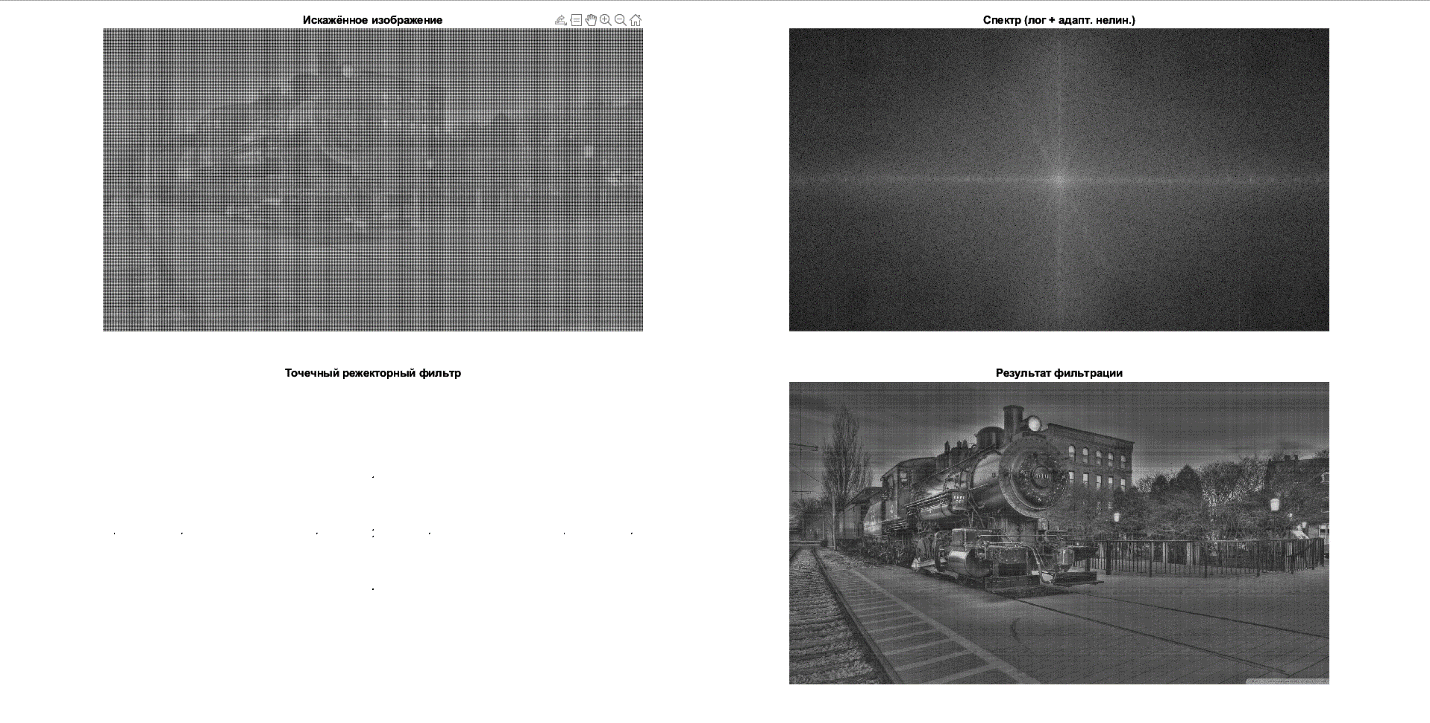 Искажённое изображение
Спектр (лог + адапт. нелин.)
Точечный режекторный фильтр
Результат фильтрации